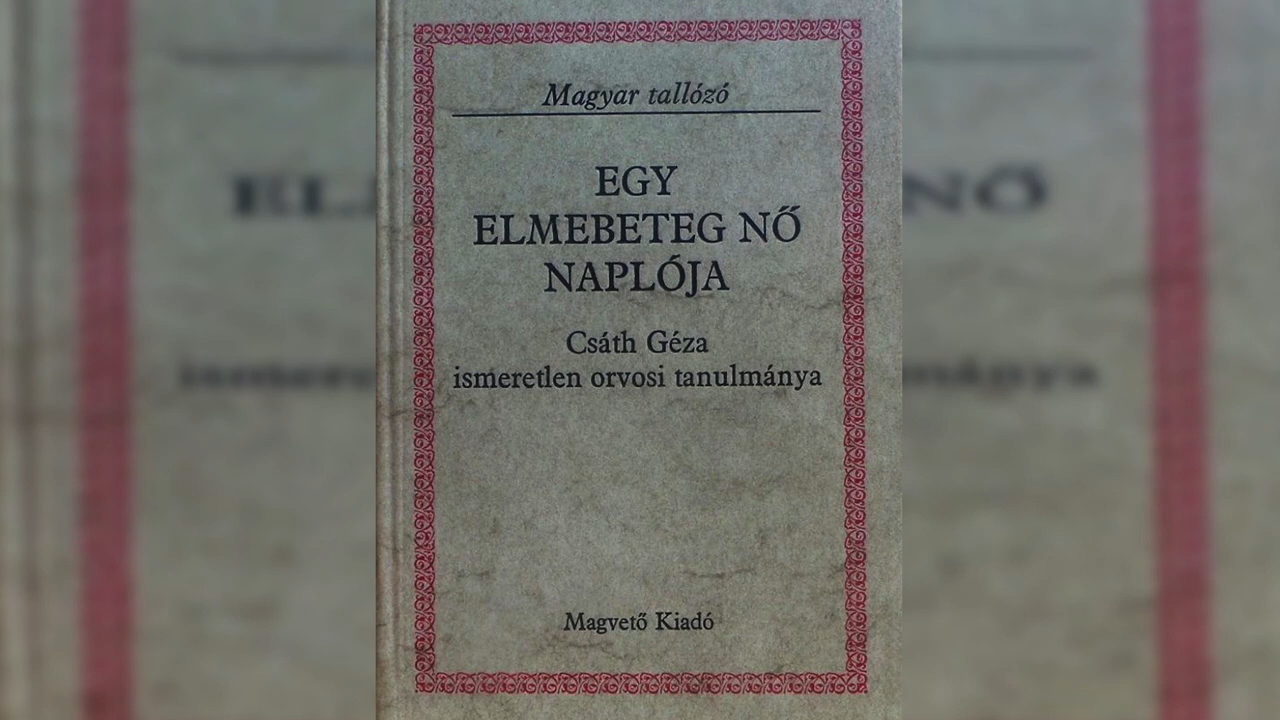 Magyar tallózó
EGY
ELMEBETEG NŐ
NAPLÓJA
Csáth Géza
ismeretlen orvosi tanulmánya
Magvető Kiadó